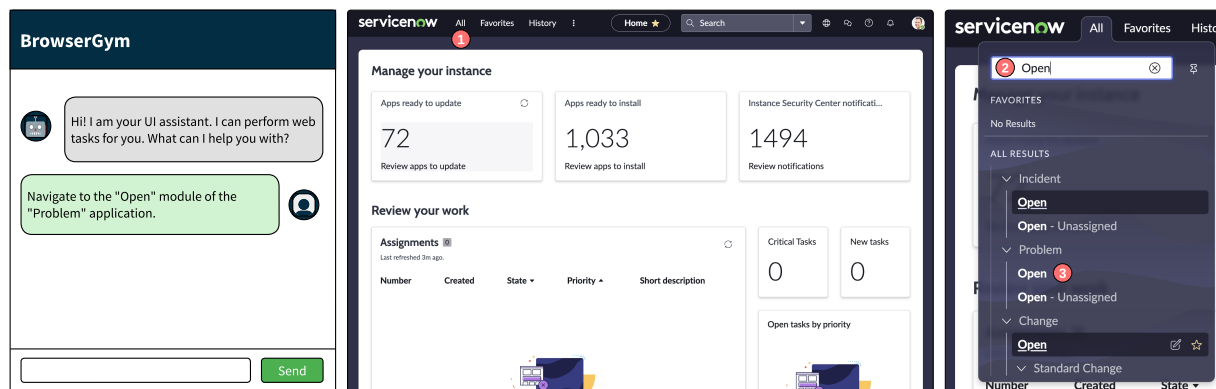 BrowserGym
Hi! I am your UI assistant. I can perform web
tasks for you. What can I help you with?
Navigate to the "Open" module of the
"Problem" application.
Send
servicenow All Favorites History Home Search
1
Manage your instance
Apps ready to update
72
Review apps to update
Apps ready to install
1,033
Review apps to install
Instance Security Center notificati...
1494
Review notifications
Review your work
Assignments 0
Last refreshed 3m ago.
Number Created State Priority Short description
Critical Tasks
0
New tasks
0
Open tasks by priority
servicenow All Favorites Histo
2 Open
FAVORITES
No Results
ALL RESULTS
Incident
Open
Open - Unassigned
Problem
Open 3
Open - Unassigned
Change
Open
Standard Change
Number Created State